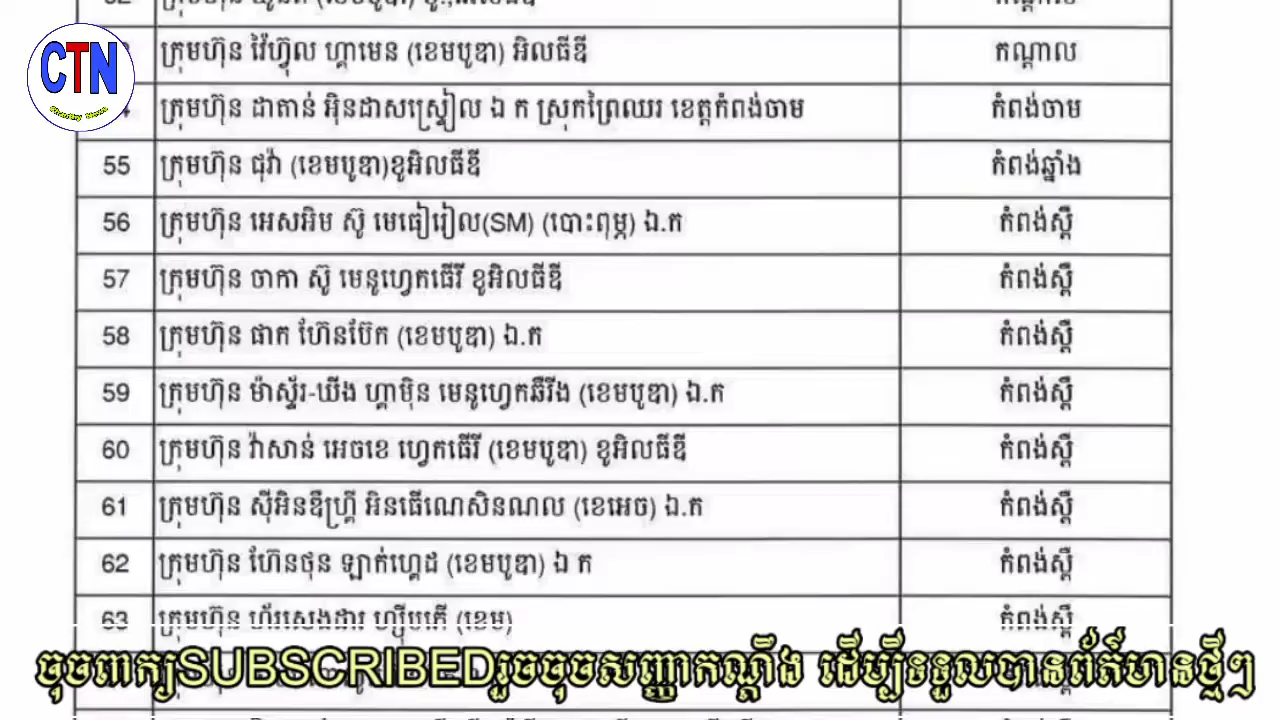 CTN
ក្រុមហ៊ុន វ៉ៃហ៊្វុល ហ្គាមេន (ខេមបូឌា) អិលធីឌី កណ្តាល
ក្រុមហ៊ុន ដាតាន់ អ៊ិនដាសស្ទ្រៀល ឯ ក ស្រុកព្រៃឈរ ខេត្តកំពង់ចាម កំពង់ចាម
55 ក្រុមហ៊ុន ជុវ៉ា (ខេមបូឌា)ខូអិលធីឌី កំពង់ឆ្នាំង
56 ក្រុមហ៊ុន អេសអិម ស៊ូ មេធៀរៀល(SM) (បោះពុម្ភ) ឯ.ក កំពង់ស្ពឺ
57 ក្រុមហ៊ុន ចាកា ស៊ូ មេនូហ្វេកធើរី ខូអិលធីឌី កំពង់ស្ពឺ
58 ក្រុមហ៊ុន ផាក ហ៊ែនប៊ែក (ខេមបូឌា) ឯ.ក កំពង់ស្ពឺ
59 ក្រុមហ៊ុន ម៉ាស្ទ័រ-ឃីង ហ្គាម៉ិន មេនូហ្វេកឆឺរីង (ខេមបូឌា) ឯ.ក កំពង់ស្ពឺ
60 ក្រុមហ៊ុន វ៉ាសាន់ អេចខេ ហ្វេកធើរី (ខេមបូឌា) ខូអិលធីឌី កំពង់ស្ពឺ
61 ក្រុមហ៊ុន ស៊ីអិនឌឺហ្គ្រី អិនធើណេសិនណល (ខេអេច) ឯ.ក កំពង់ស្ពឺ
62 ក្រុមហ៊ុន ហ៊ែនថុន ឡាក់ហ្គេដ (ខេមបូឌា) ឯ ក កំពង់ស្ពឺ
63 ក្រុមហ៊ុន (ខេម) កំពង់ស្ពឺ
ចុចពាក្យSUBSCRIBEDរួចចុចសញ្ញាកណ្តឹង ដើម្បីទទួលបានព័ត៌មានថ្មីៗ